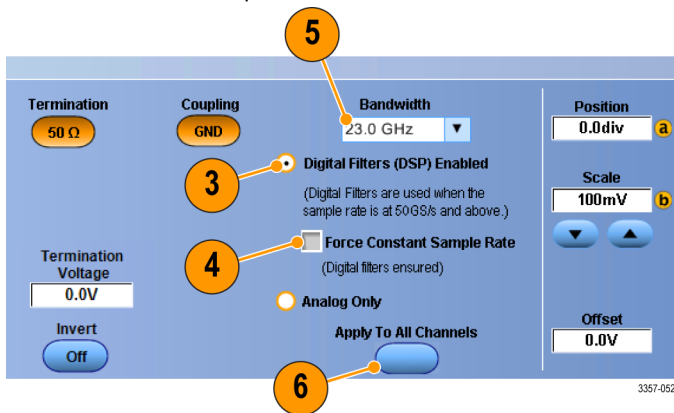 5
Termination
50 Ω
Coupling
GND
Bandwidth
23.0 GHz
Position
0.0div
a
3
Digital Filters (DSP) Enabled
(Digital Filters are used when the
sample rate is at 50GS/s and above.)
Scale
100mV
b
4
Force Constant Sample Rate
(Digital filters ensured)
Termination
Voltage
0.0V
Analog Only
Invert
Off
Apply To All Channels
Offset
0.0V
6
3357-052